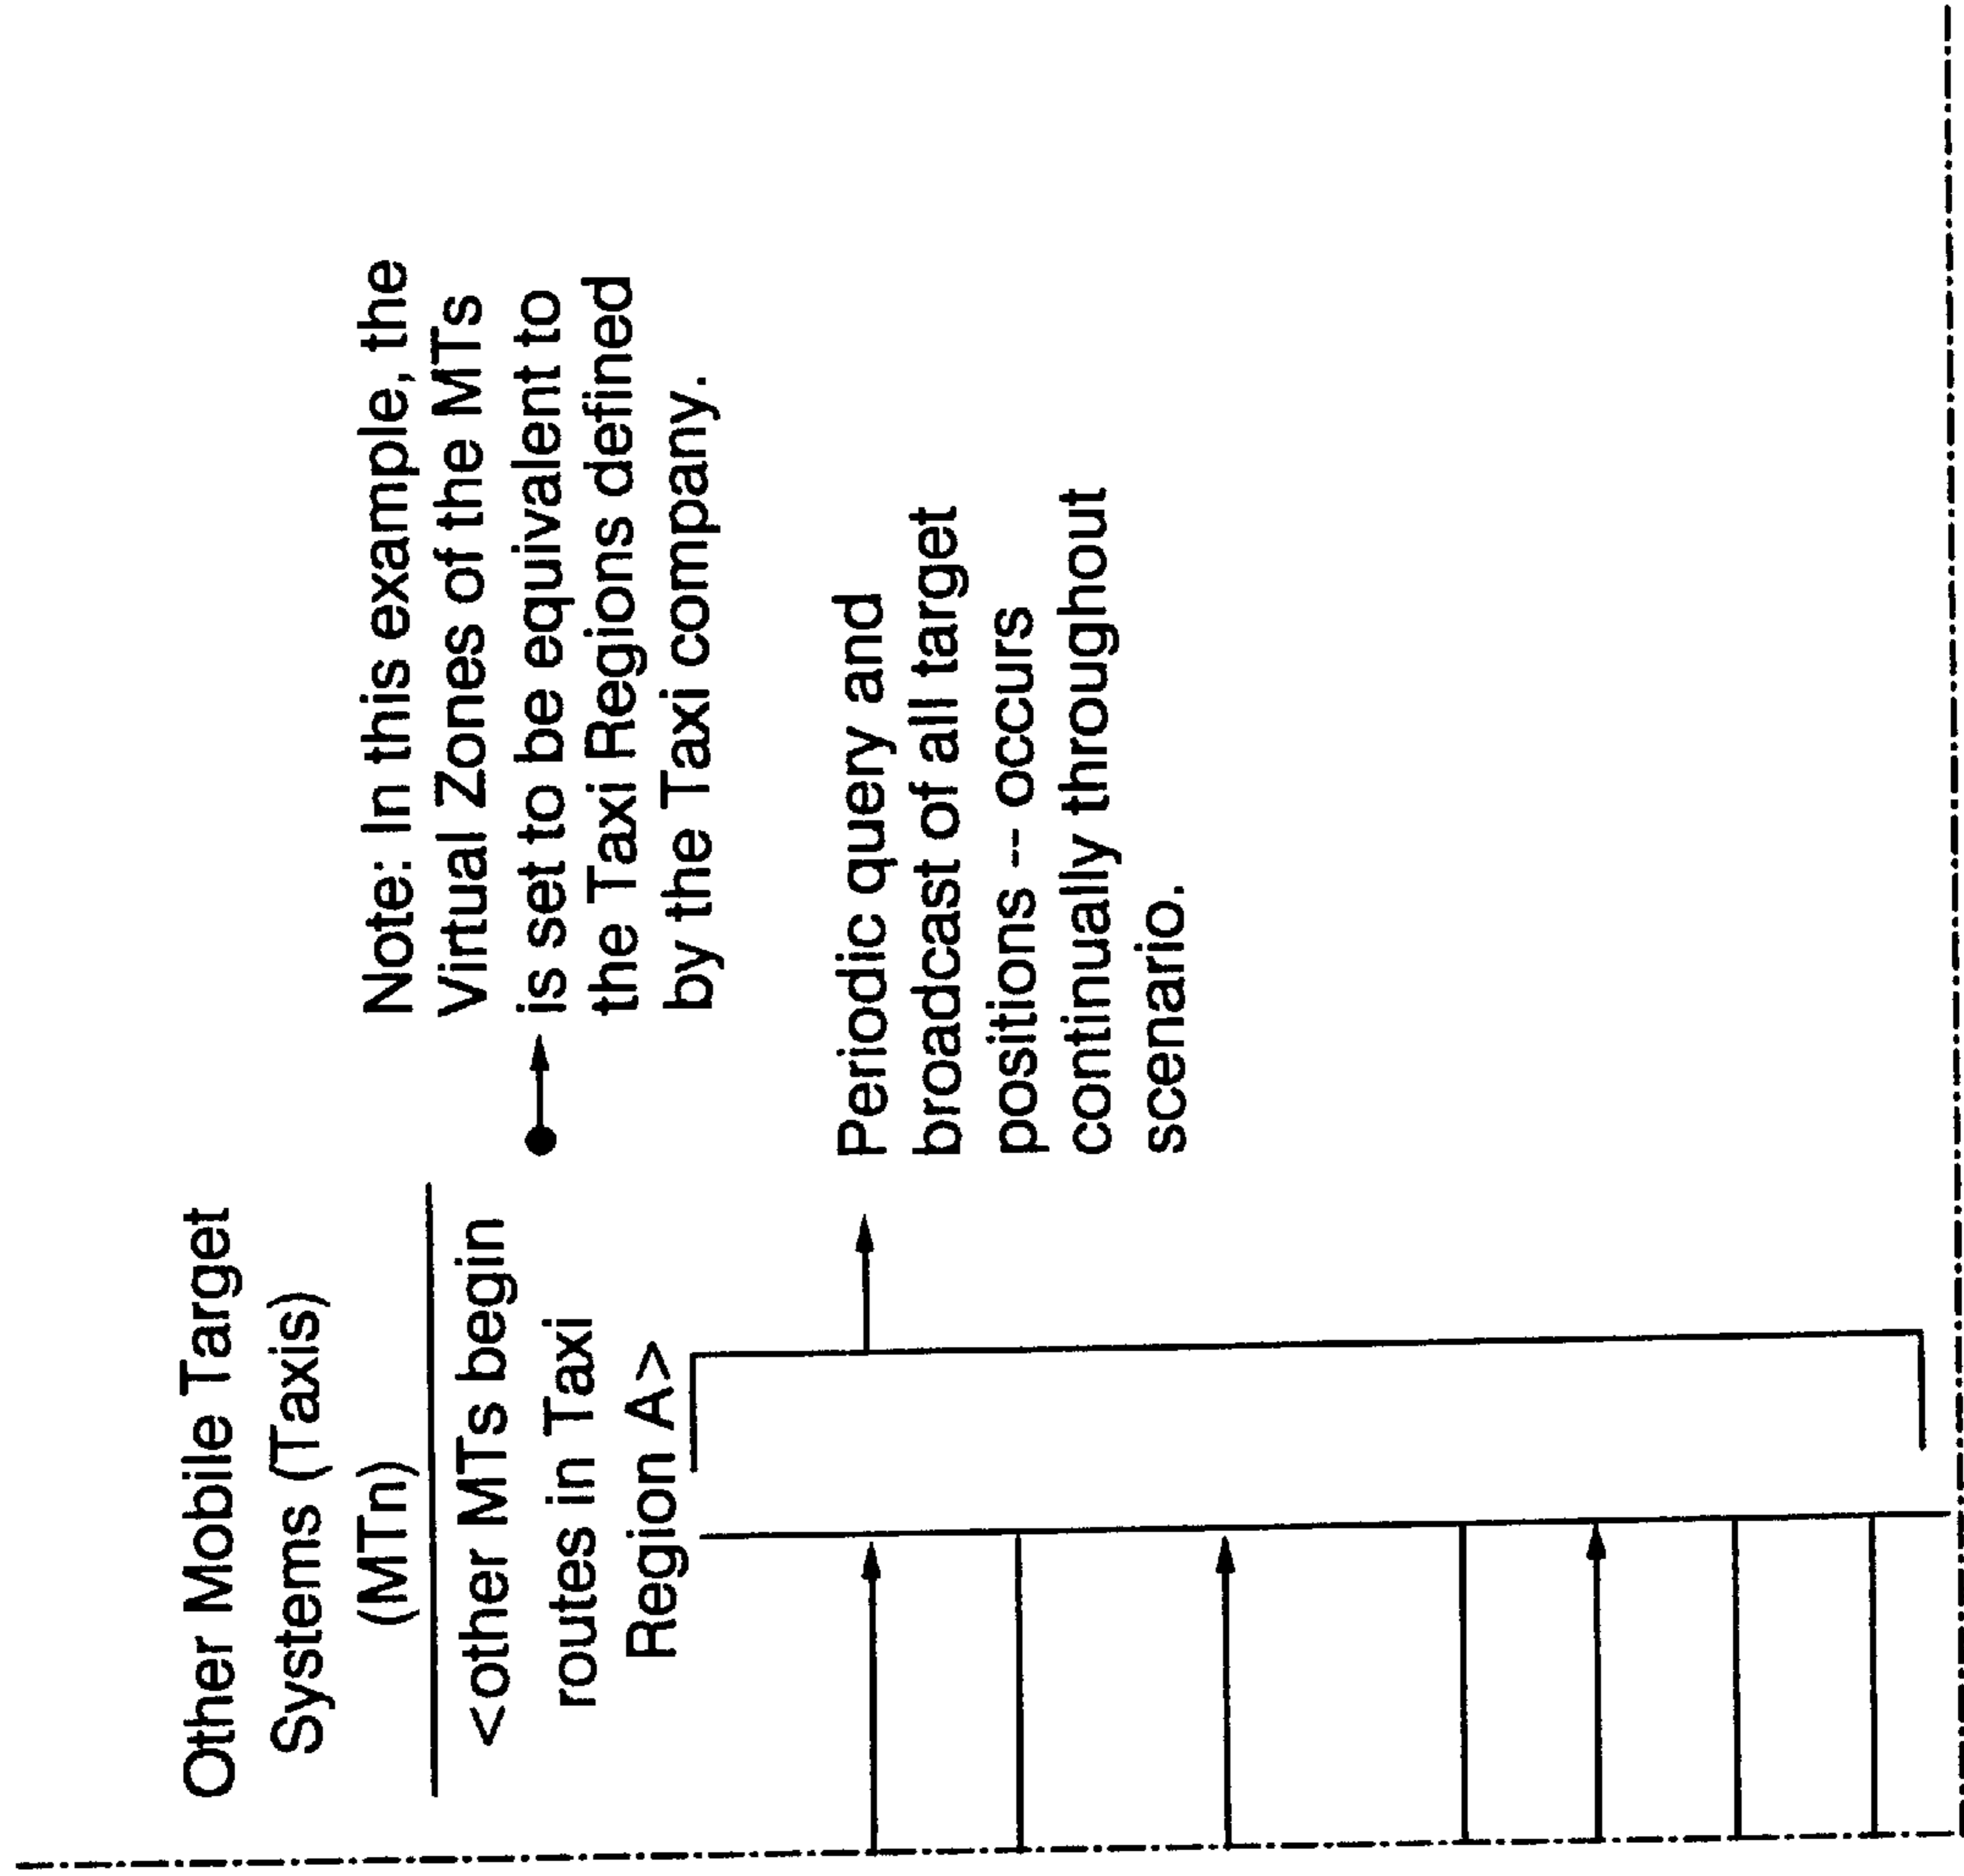 Other Mobile Target
Systems (Taxis)
(MTn)
<other MTs begin
routes in Taxi
Region A>
Note: In this example, the
Virtual Zones of the MTs
is set to be equivalent to
the Taxi Regions defined
by the Taxi company.
Periodic query and
broadcast of all target
positions -- occurs
continually throughout
scenario.